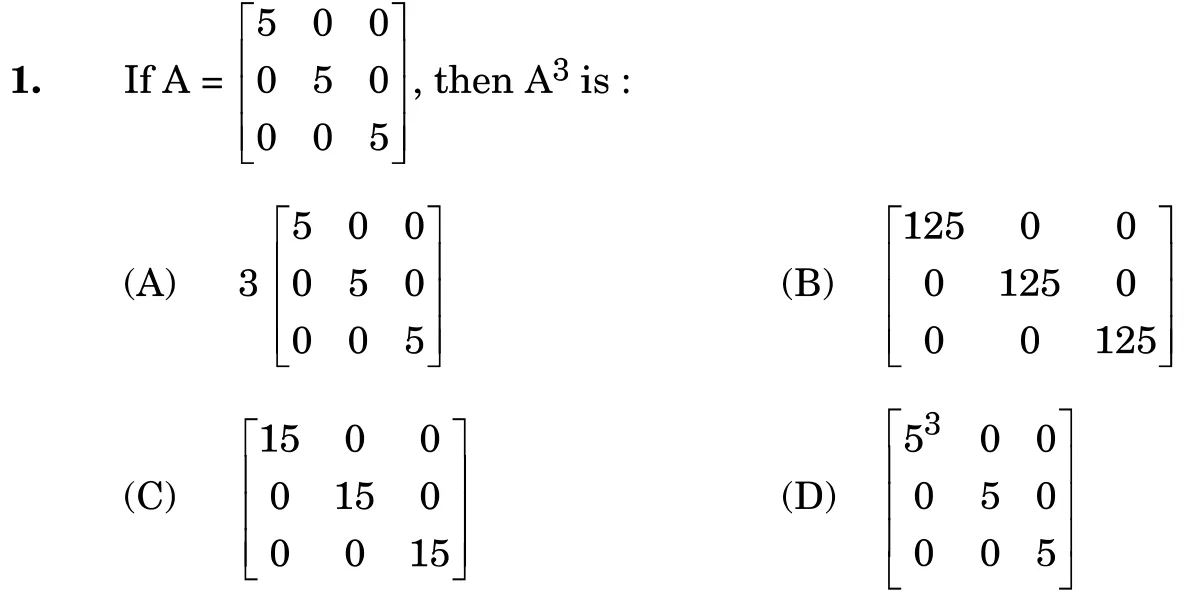 1. If A = [5 0 0
0 5 0
0 0 5], then A³ is :
(A) 3 [5 0 0
0 5 0
0 0 5]
(B) [125 0 0
0 125 0
0 0 125]
(C) [15 0 0
0 15 0
0 0 15]
(D) [5³ 0 0
0 5 0
0 0 5]